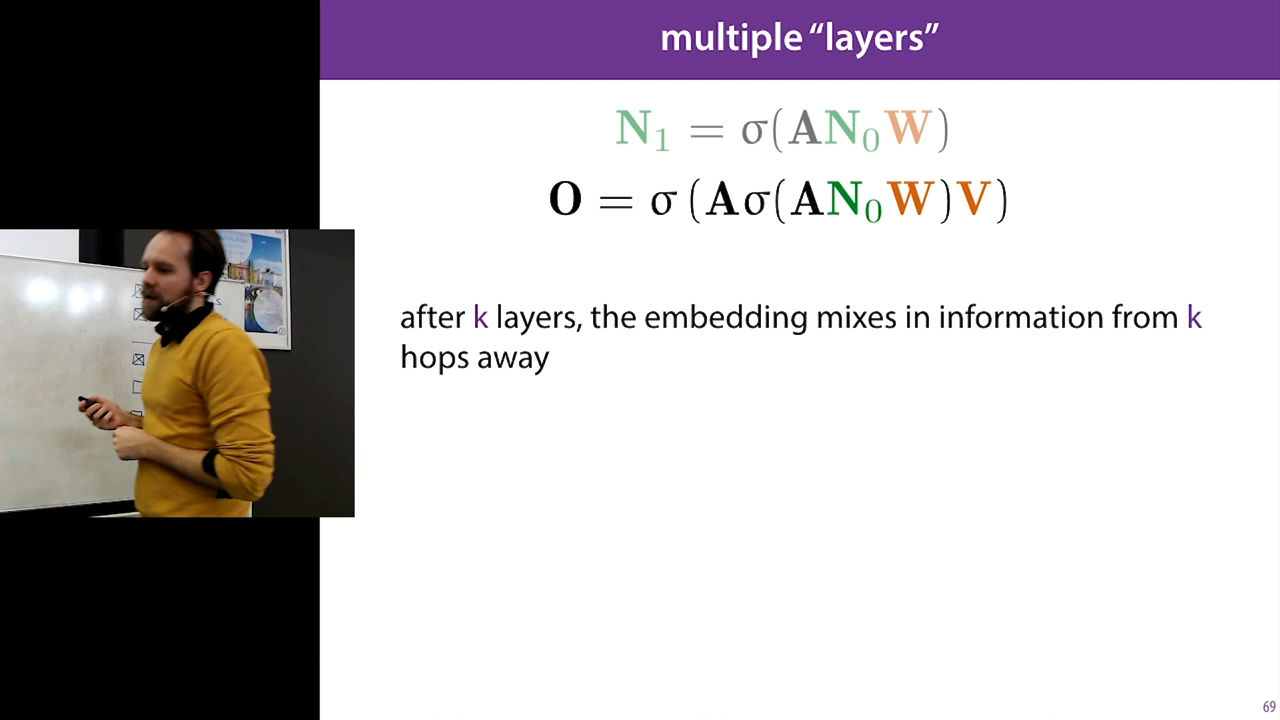 multiple “layers”
N₁ = σ(AN₀W)
O = σ (Aσ(AN₀W)V)
after k layers, the embedding mixes in information from k
hops away
69